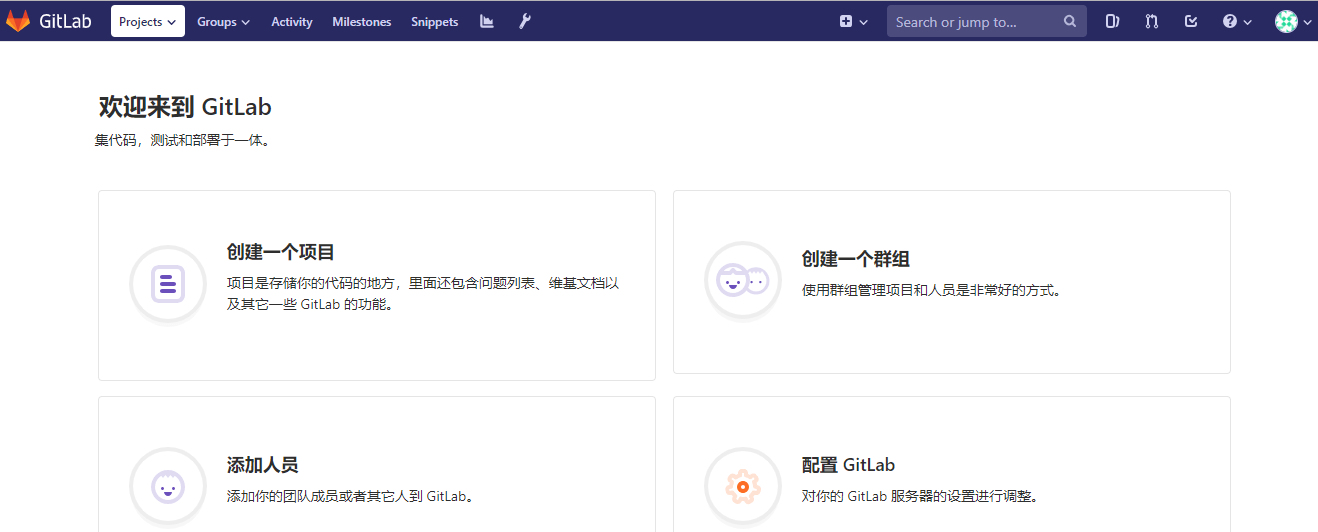 GitLab Projects Groups Activity Milestones Snippets Search or jump to...
欢迎来到 GitLab
集代码，测试和部署于一体。
创建一个项目
项目是存储你的代码的地方，里面还包含问题列表、维基文档以
及其它一些 GitLab 的功能。
创建一个群组
使用群组管理项目和人员是非常好的方式。
添加人员
添加你的团队成员或者其它人到 GitLab。
配置 GitLab
对你的 GitLab 服务器的设置进行调整。